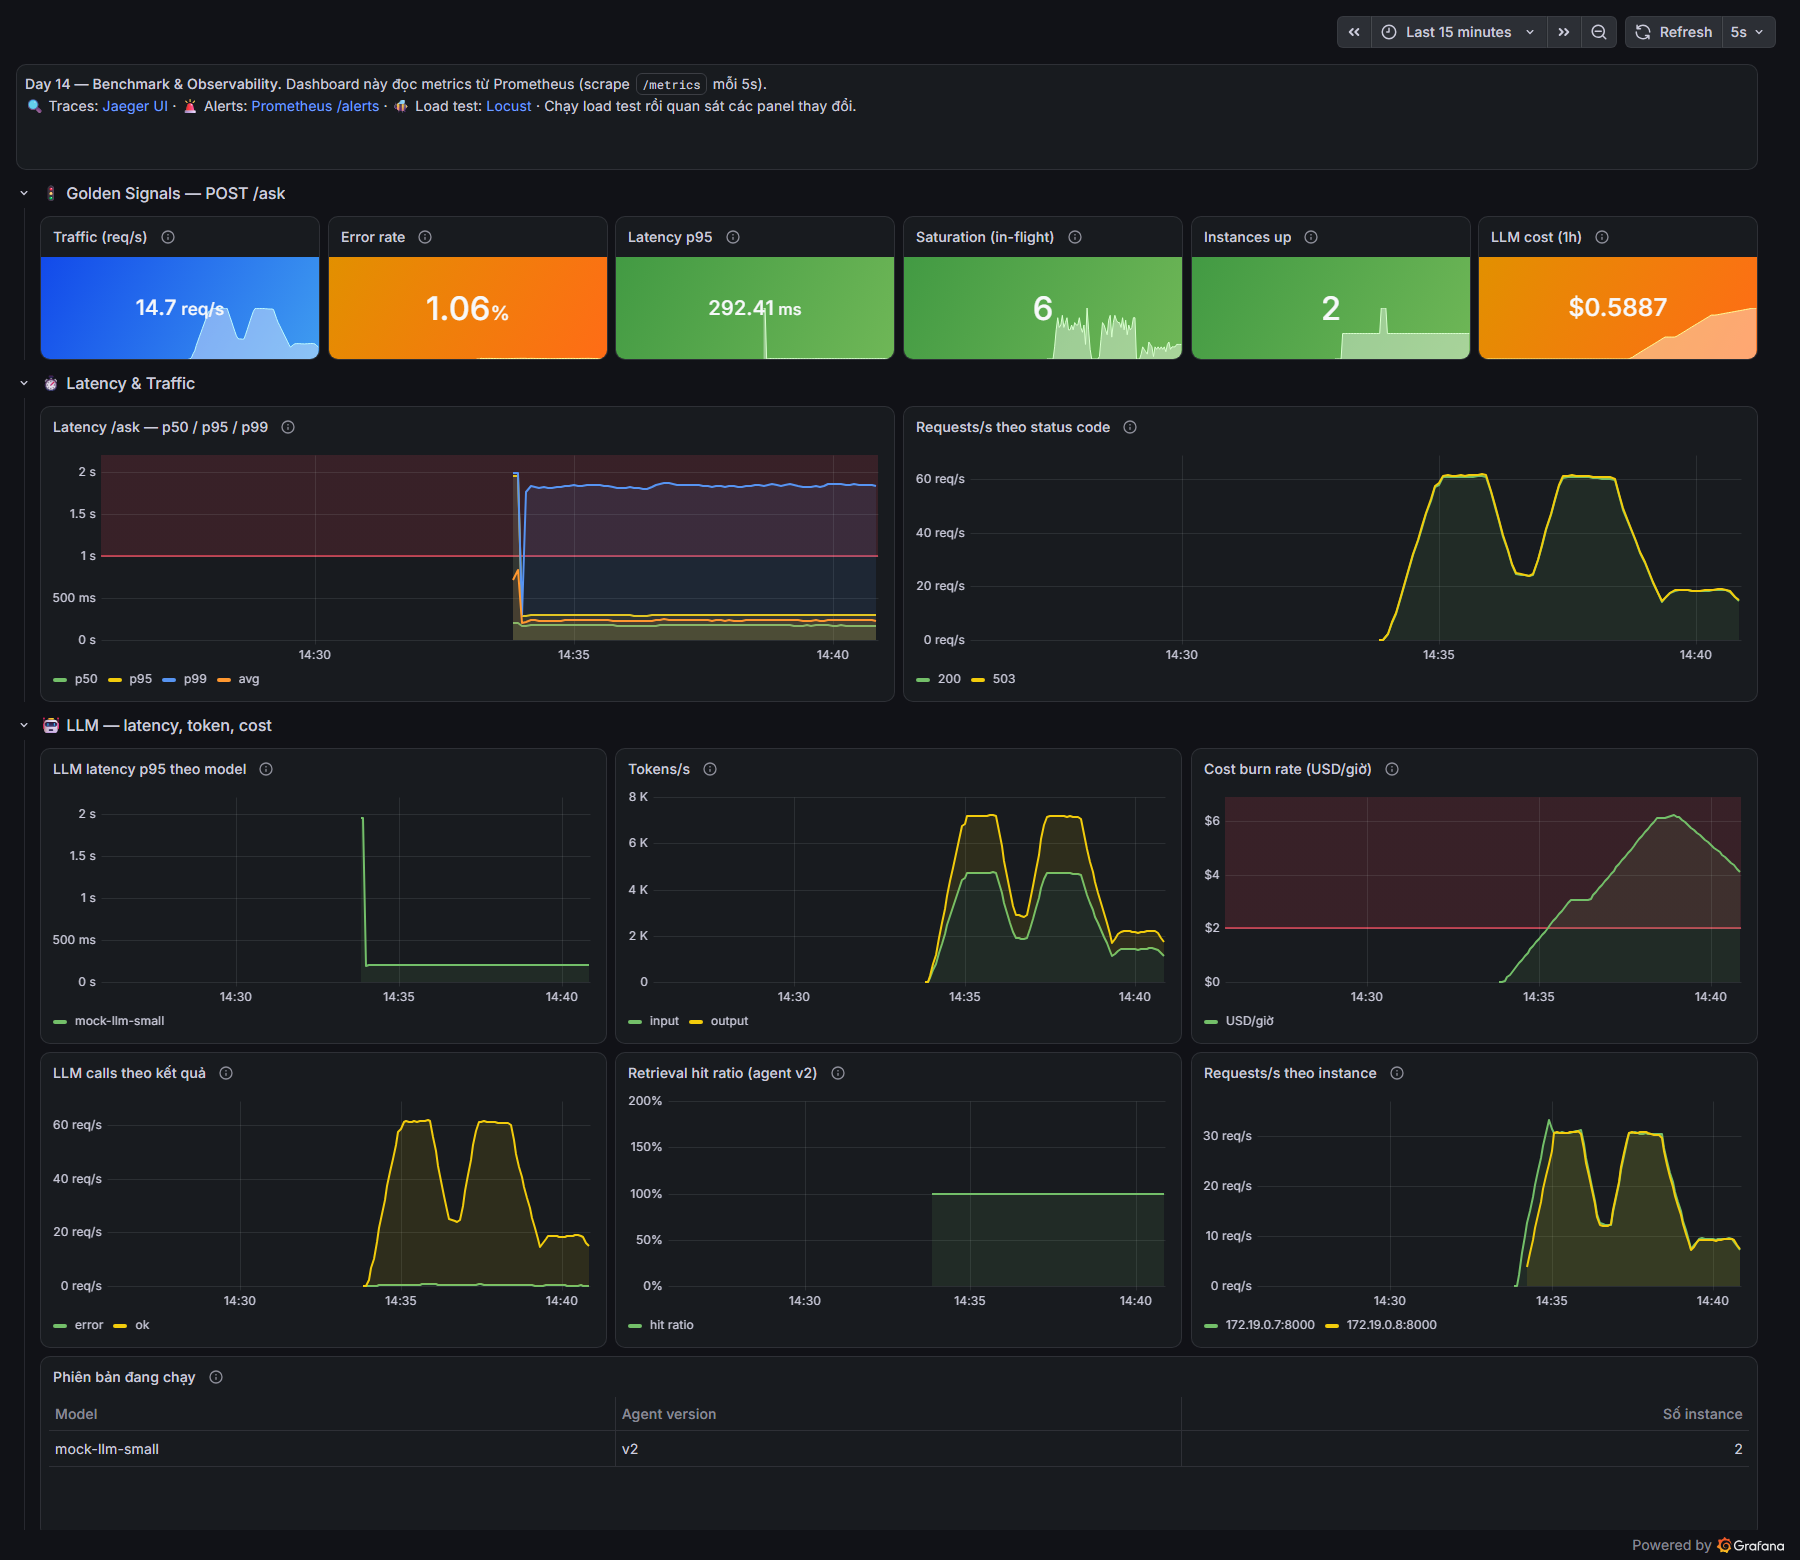 Last 15 minutes
Refresh
5s
Day 14 — Benchmark & Observability. Dashboard này đọc metrics từ Prometheus (scrape /metrics mỗi 5s).
Traces: Jaeger UI · Alerts: Prometheus /alerts · Load test: Locust · Chạy load test rồi quan sát các panel thay đổi.
Golden Signals — POST /ask
Traffic (req/s)
14.7 req/s
Error rate
1.06%
Latency p95
292.41 ms
Saturation (in-flight)
6
Instances up
2
LLM cost (1h)
$0.5887
Latency & Traffic
Latency /ask — p50 / p95 / p99
2 s
1.5 s
1 s
500 ms
0 s
14:30 14:35 14:40
p50 p95 p99 avg
Requests/s theo status code
60 req/s
40 req/s
20 req/s
0 req/s
14:30 14:35 14:40
200 503
LLM — latency, token, cost
LLM latency p95 theo model
2 s
1.5 s
1 s
500 ms
0 s
14:30 14:35 14:40
mock-llm-small
Tokens/s
8 K
6 K
4 K
2 K
0
14:30 14:35 14:40
input output
Cost burn rate (USD/giờ)
$6
$4
$2
$0
14:30 14:35 14:40
USD/giờ
LLM calls theo kết quả
60 req/s
40 req/s
20 req/s
0 req/s
14:30 14:35 14:40
error ok
Retrieval hit ratio (agent v2)
200%
150%
100%
50%
0%
14:30 14:35 14:40
hit ratio
Requests/s theo instance
30 req/s
20 req/s
10 req/s
0 req/s
14:30 14:35 14:40
172.19.0.7:8000 172.19.0.8:8000
Phiên bản đang chạy
Model Agent version Số instance
mock-llm-small v2 2
Powered by Grafana